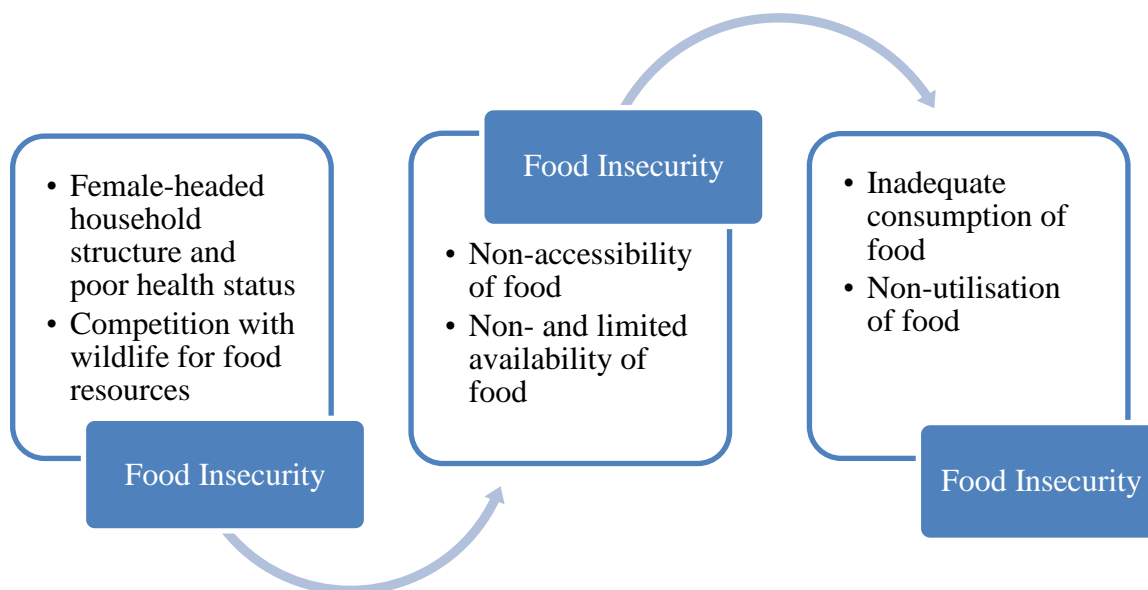 • Female-headed
household
structure and
poor health status
• Competition with
wildlife for food
resources
Food Insecurity
Food Insecurity
• Non-accessibility
of food
• Non- and limited
availability of
food
• Inadequate
consumption of
food
• Non-utilisation
of food
Food Insecurity